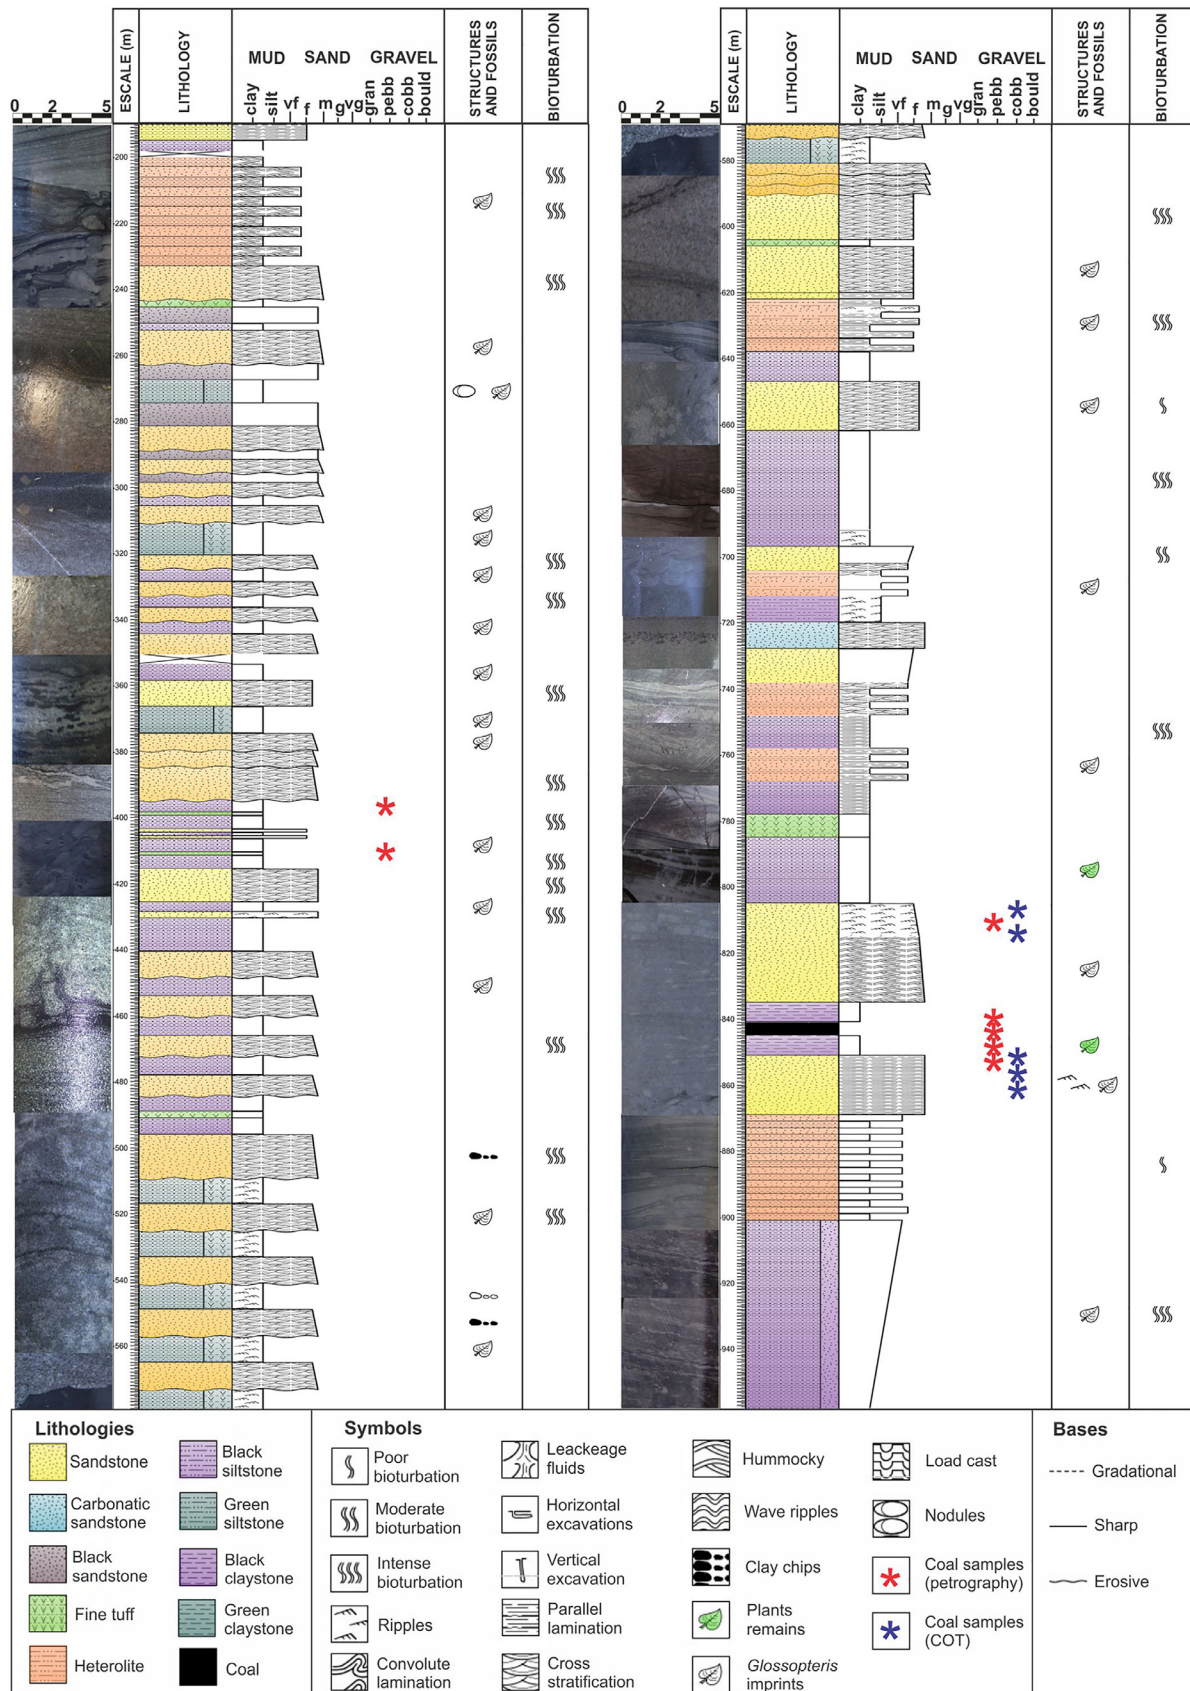 ESCALE (m)
LITHOLOGY
MUD SAND GRAVEL
clay
silt
vf
f
m
g
vg
gran
pebb
cobb
bould
STRUCTURES
AND FOSSILS
BIOTURBATION
0 2 5
-200
-220
-240
-260
-280
-300
-320
-340
-360
-380
-400
-420
-440
-460
-480
-500
-520
-540
-560
0 2 5
ESCALE (m)
LITHOLOGY
MUD SAND GRAVEL
clay
silt
vf
f
m
g
vg
gran
pebb
cobb
bould
STRUCTURES
AND FOSSILS
BIOTURBATION
-580
-600
-620
-640
-660
-680
-700
-720
-740
-760
-780
-800
-820
-840
-860
-880
-900
-920
-940
Lithologies
Sandstone
Carbonatic
sandstone
Black
sandstone
Fine tuff
Heterolite
Black
siltstone
Green
siltstone
Black
claystone
Green
claystone
Coal
Symbols
Poor
bioturbation
Moderate
bioturbation
Intense
bioturbation
Ripples
Convolute
lamination
Leackeage
fluids
Horizontal
excavations
Vertical
excavation
Parallel
lamination
Cross
stratification
Hummocky
Wave ripples
Clay chips
Plants
remains
Glossopteris
imprints
Load cast
Nodules
Coal samples
(petrography)
Coal samples
(COT)
Bases
Gradational
Sharp
Erosive